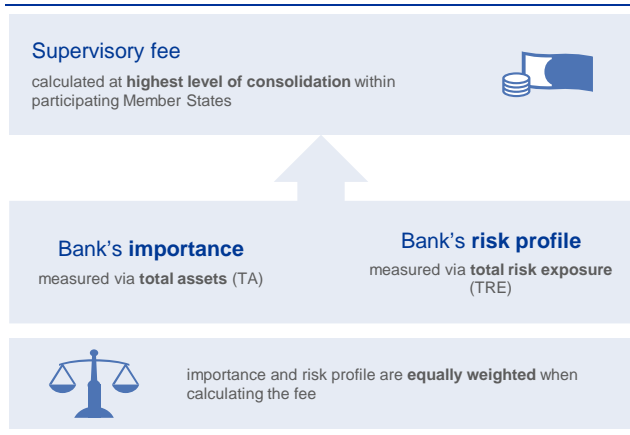 Supervisory fee
calculated at highest level of consolidation within
participating Member States
Bank's importance
measured via total assets (TA)
Bank's risk profile
measured via total risk exposure
(TRE)
importance and risk profile are equally weighted when
calculating the fee